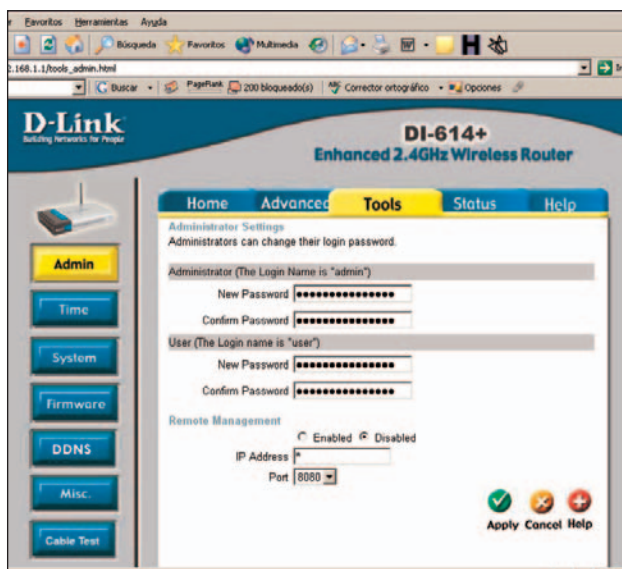 Favoritos Herramientas Ayuda
Búsqueda Favoritos Multimedia
2.168.1.1/tools_admin.html
Buscar PageRank 200 bloqueado(s) Corrector ortográfico Opciones
D-Link
Building Networks for People
DI-614+
Enhanced 2.4GHz Wireless Router
Home Advanced Tools Status Help
Administrator Settings
Administrators can change their login password.
Admin
Administrator (The Login Name is "admin")
New Password
Time
Confirm Password
User (The Login name is "user")
System
New Password
Confirm Password
Firmware
Remote Management
Enabled Disabled
DDNS
IP Address *
Port 8080
Misc.
Apply Cancel Help
Cable Test